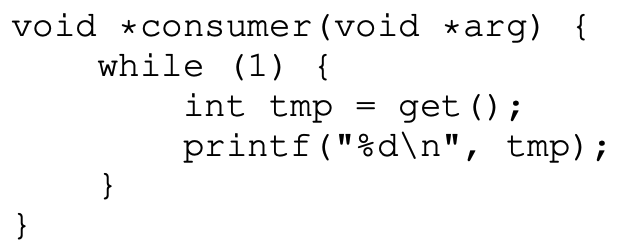 void *consumer(void *arg) {
    while (1) {
        int tmp = get();
        printf("%d\n", tmp);
    }
}